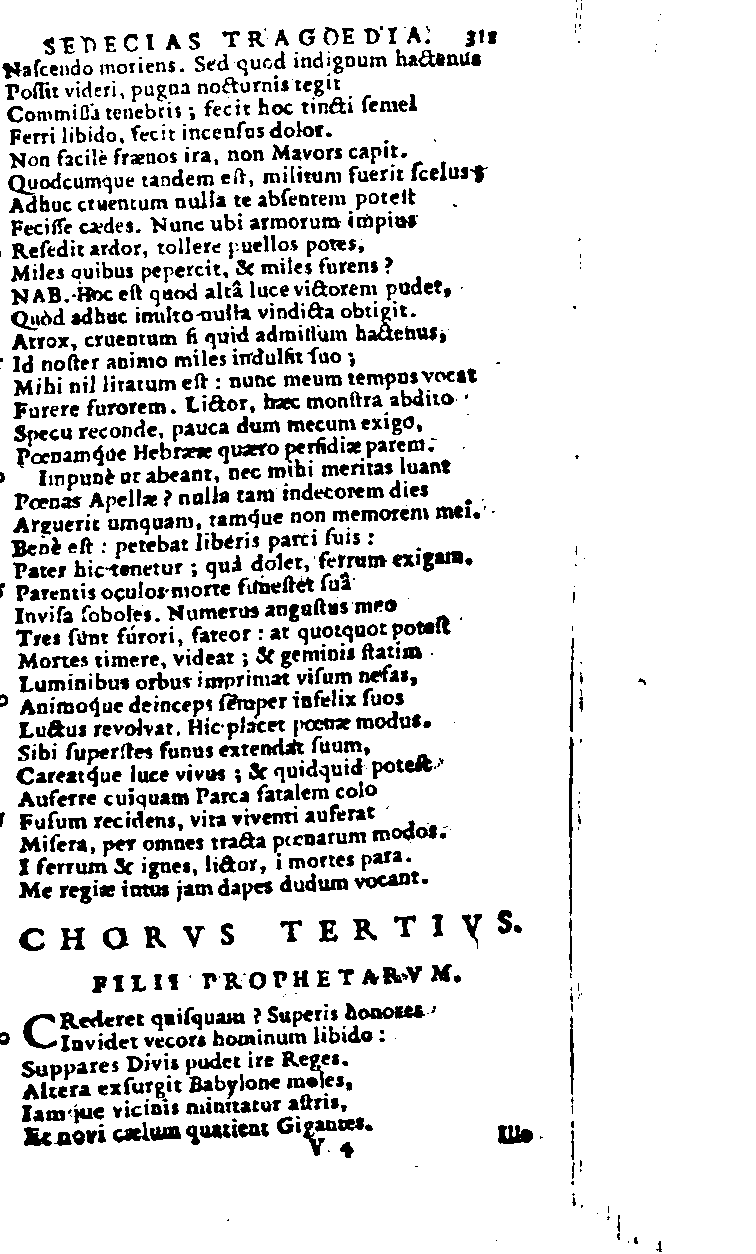 SEDECIAS TRAGOEDIA. 311
Naſcendo moriens. Sed quod indignum hactenus
Poſſit videri, pugna nocturnis tegit
Commiſſa tenebris ; fecit hoc tincti ſemel
Ferri libido, fecit incenſus dolor.
Non facilè frænos ira, non Mavors capit.
Quodcumque tandem eſt, militum fuerit ſcelus
Adhuc cruentum nulla te abſentem poteſt
Feciſſe cædes. Nunc ubi armorum impius
Reſedit ardor, tollere puellos potes,
Miles quibus pepercit, & miles furens ?
NAB. Hoc eſt quod altâ luce victorem pudet,
Quòd adhuc inulto nulla vindicta obtigit.
Atrox, cruentum ſi quid admiſſum hactenus,
Id noſter animo miles indulſit ſuo ;
Mihi nil litatum eſt : nunc meum tempus vocat
Furere furorem. Lictor, hæc monſtra abdito
Specu reconde, pauca dum mecum exigo,
Pœnamque Hebrææ quæro perfidiæ parem.
Impunè ut abeant, nec mihi meritas luant
Pœnas Apellæ ? nulla tam indecorem dies
Arguerit umquam, tamque non memorem mei.
Benè eſt : petebat liberis parci ſuis :
Pater hic tenetur ; quà dolet, ferrum exigam.
Parentis oculos morte funeſtet ſuâ
Inviſa ſoboles. Numerus anguſtus meo
Tres ſunt furori, fateor : at quotquot poteſt
Mortes timere, videat ; & geminis ſtatim
Luminibus orbus imprimat viſum nefas,
Animoque deinceps ſemper infelix ſuos
Luctus revolvat. Hic placet pœnæ modus.
Sibi ſuperſtes funus extendat ſuum,
Careatque luce vivus ; & quidquid poteſt
Auferre cuiquam Parca fatalem colo
Fuſum recidens, vita viventi auferat
Miſera, per omnes tracta pœnarum modos.
I ferrum & ignes, lictor, i mortes para.
Me regiæ intus jam dapes dudum vocant.
CHORVS TERTIVS.
FILII PROPHETARVM.
CRederet quiſquam ? Superis honores
Invidet vecors hominum libido :
Suppares Divis pudet ire Reges.
Altera exſurgit Babylone moles,
Iamque vicinis minitatur aſtris,
Et novi cælum quatient Gigantes.
V 4 Illo